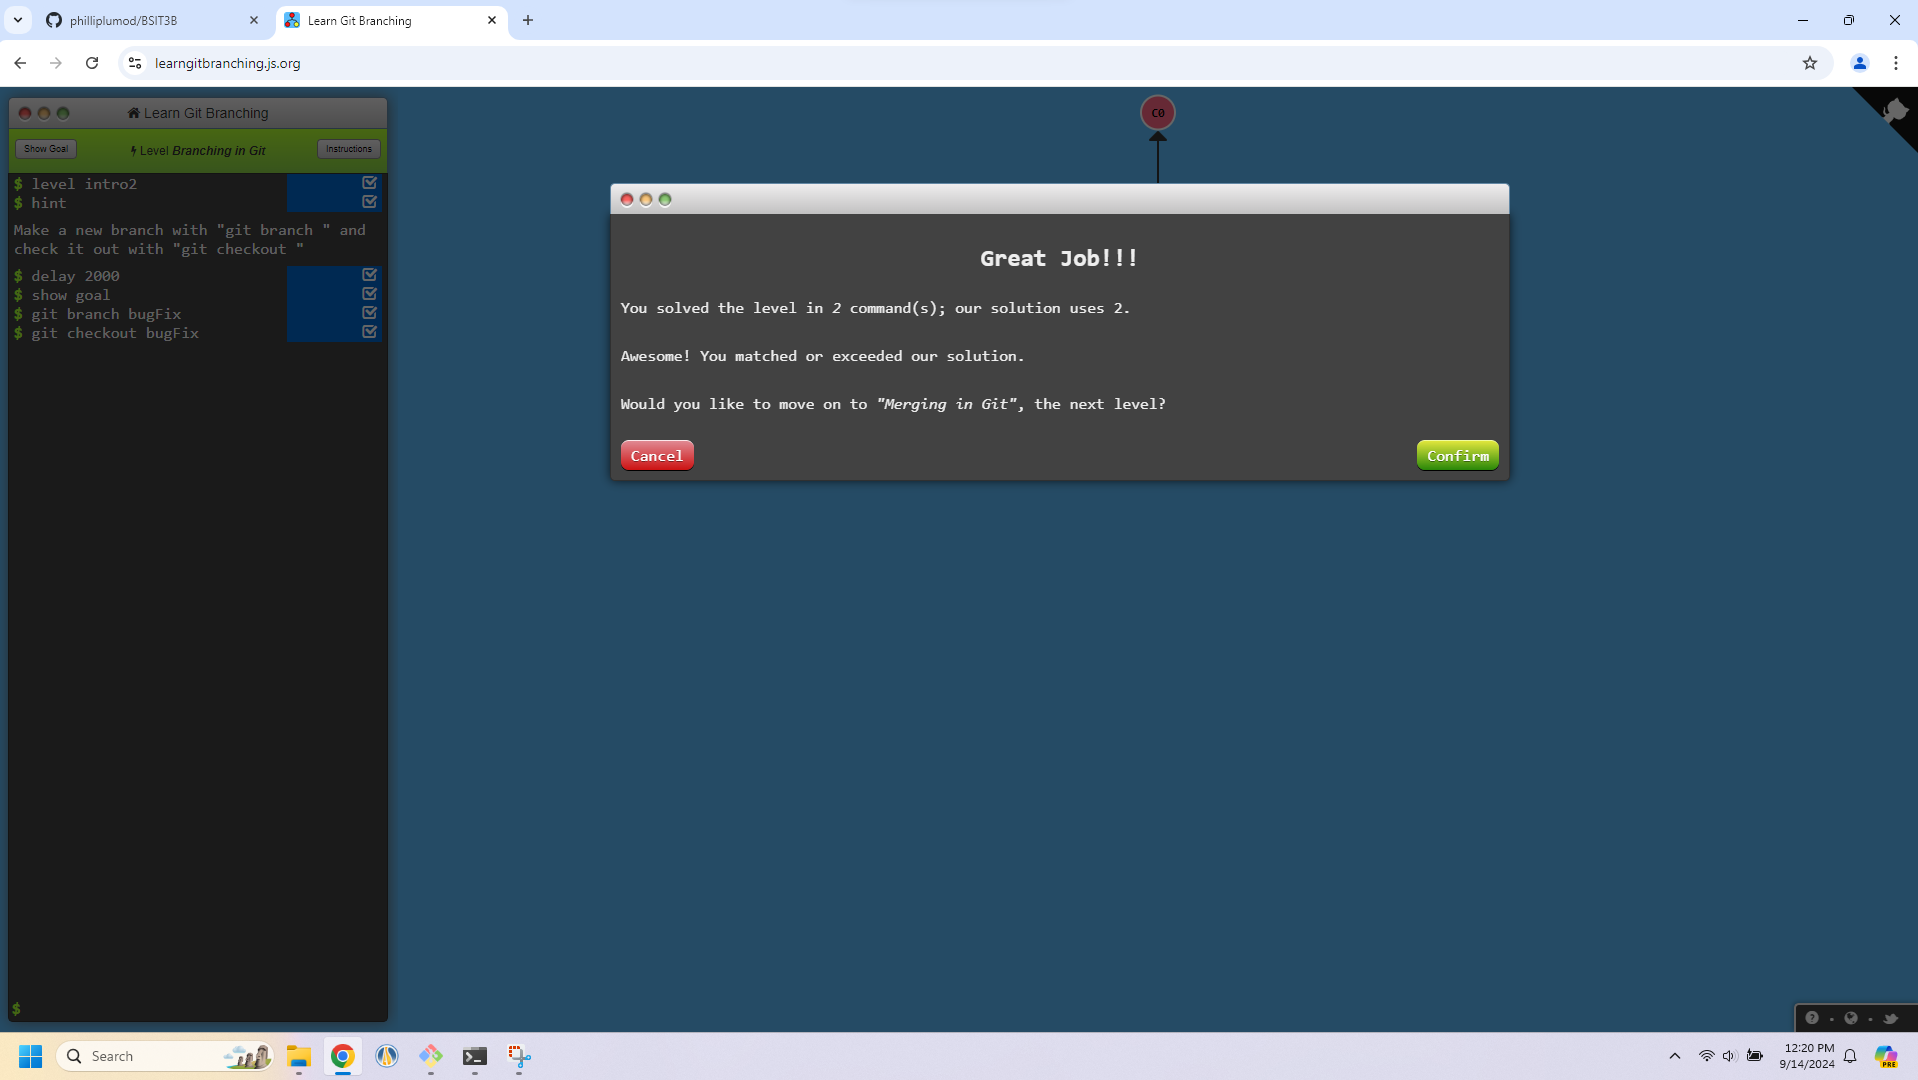 philliplumod/BSIT3B
Learn Git Branching
learngitbranching.js.org
Learn Git Branching
Show Goal
Level Branching in Git
Instructions
$ level intro2
$ hint
Make a new branch with "git branch " and
check it out with "git checkout "
$ delay 2000
$ show goal
$ git branch bugFix
$ git checkout bugFix
$
C0
Great Job!!!
You solved the level in 2 command(s); our solution uses 2.
Awesome! You matched or exceeded our solution.
Would you like to move on to "Merging in Git", the next level?
Cancel
Confirm
Search
12:20 PM
9/14/2024
PRE